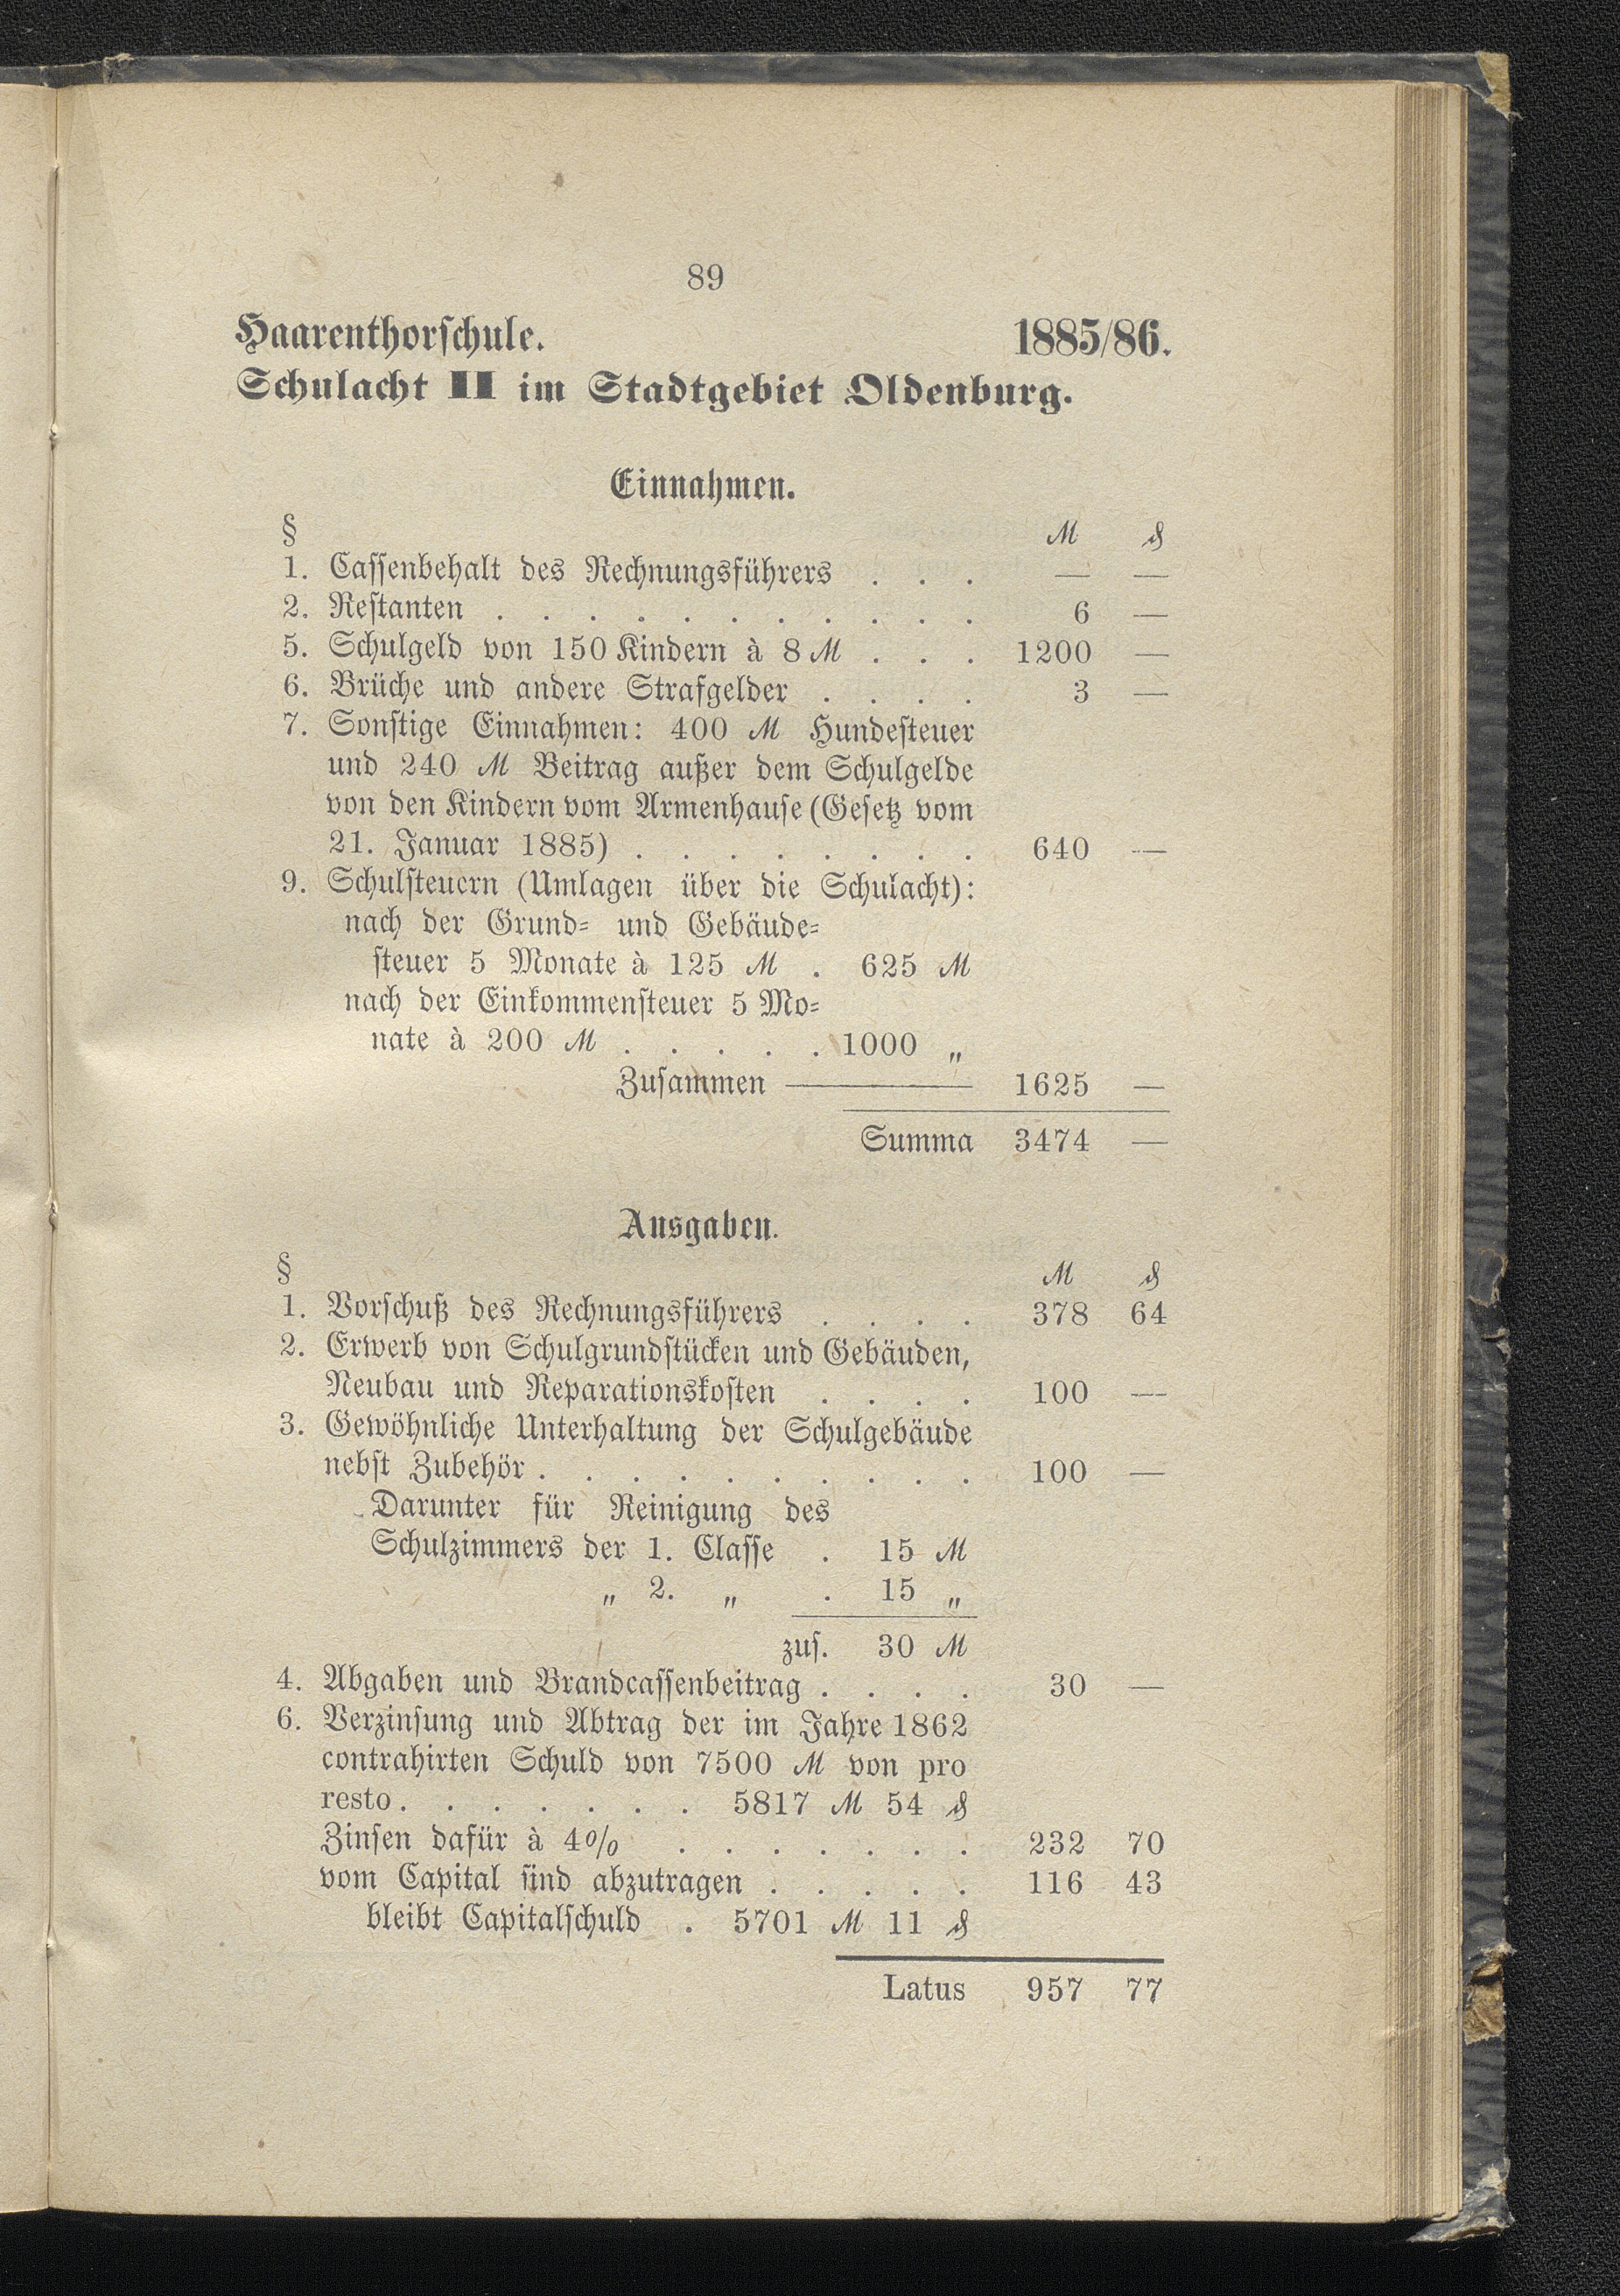 89
Haarenthorschule. 1885/86.
Schulacht II im Stadtgebiet Oldenburg.
Einnahmen.
§ ℳ ₰
1. Cassenbehalt des Rechnungsführers . . . — —
2. Restanten . . . . . . . . . . . 6 —
5. Schulgeld von 150 Kindern à 8 ℳ . . . 1200 —
6. Brüche und andere Strafgelder . . . . 3 —
7. Sonstige Einnahmen: 400 ℳ Hundesteuer
und 240 ℳ Beitrag außer dem Schulgelde
von den Kindern vom Armenhause (Gesetz vom
21. Januar 1885) . . . . . . . . 640 —
9. Schulsteuern (Umlagen über die Schulacht):
nach der Grund- und Gebäude-
steuer 5 Monate à 125 ℳ . 625 ℳ
nach der Einkommensteuer 5 Mo-
nate à 200 ℳ . . . . . 1000 „
Zusammen ——— 1625 —
Summa 3474 —
Ausgaben.
§ ℳ ₰
1. Vorschuß des Rechnungsführers . . . . 378 64
2. Erwerb von Schulgrundstücken und Gebäuden,
Neubau und Reparationskosten . . . . 100 —
3. Gewöhnliche Unterhaltung der Schulgebäude
nebst Zubehör . . . . . . . . . . 100 —
Darunter für Reinigung des
Schulzimmers der 1. Classe . 15 ℳ
„ 2. „ . 15 „
zus. 30 ℳ
4. Abgaben und Brandcassenbeitrag . . . . 30 —
6. Verzinsung und Abtrag der im Jahre 1862
contrahirten Schuld von 7500 ℳ von pro
resto . . . . . . . 5817 ℳ 54 ₰
Zinsen dafür à 4% . . . . . . . 232 70
vom Capital sind abzutragen . . . . . 116 43
bleibt Capitalschuld . 5701 ℳ 11 ₰
Latus 957 77